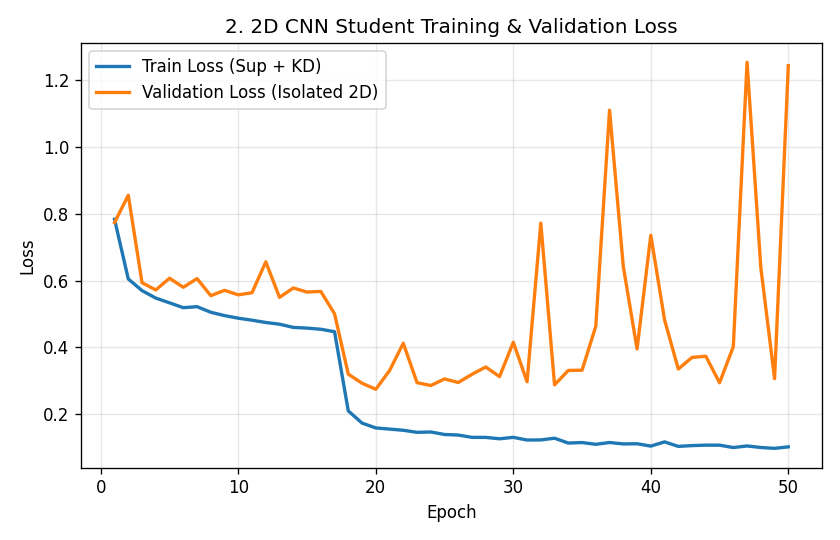 2. 2D CNN Student Training & Validation Loss
Train Loss (Sup + KD)
Validation Loss (Isolated 2D)
Loss
1.2
1.0
0.8
0.6
0.4
0.2
0
10
20
30
40
50
Epoch